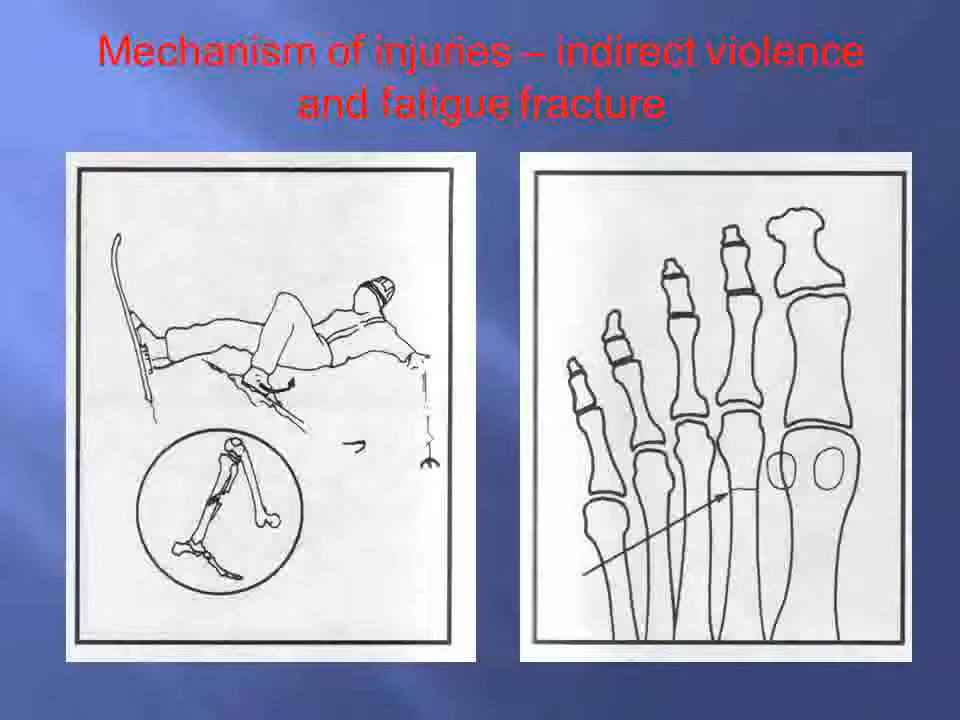 Mechanism of injuries – indirect violence
and fatigue fracture